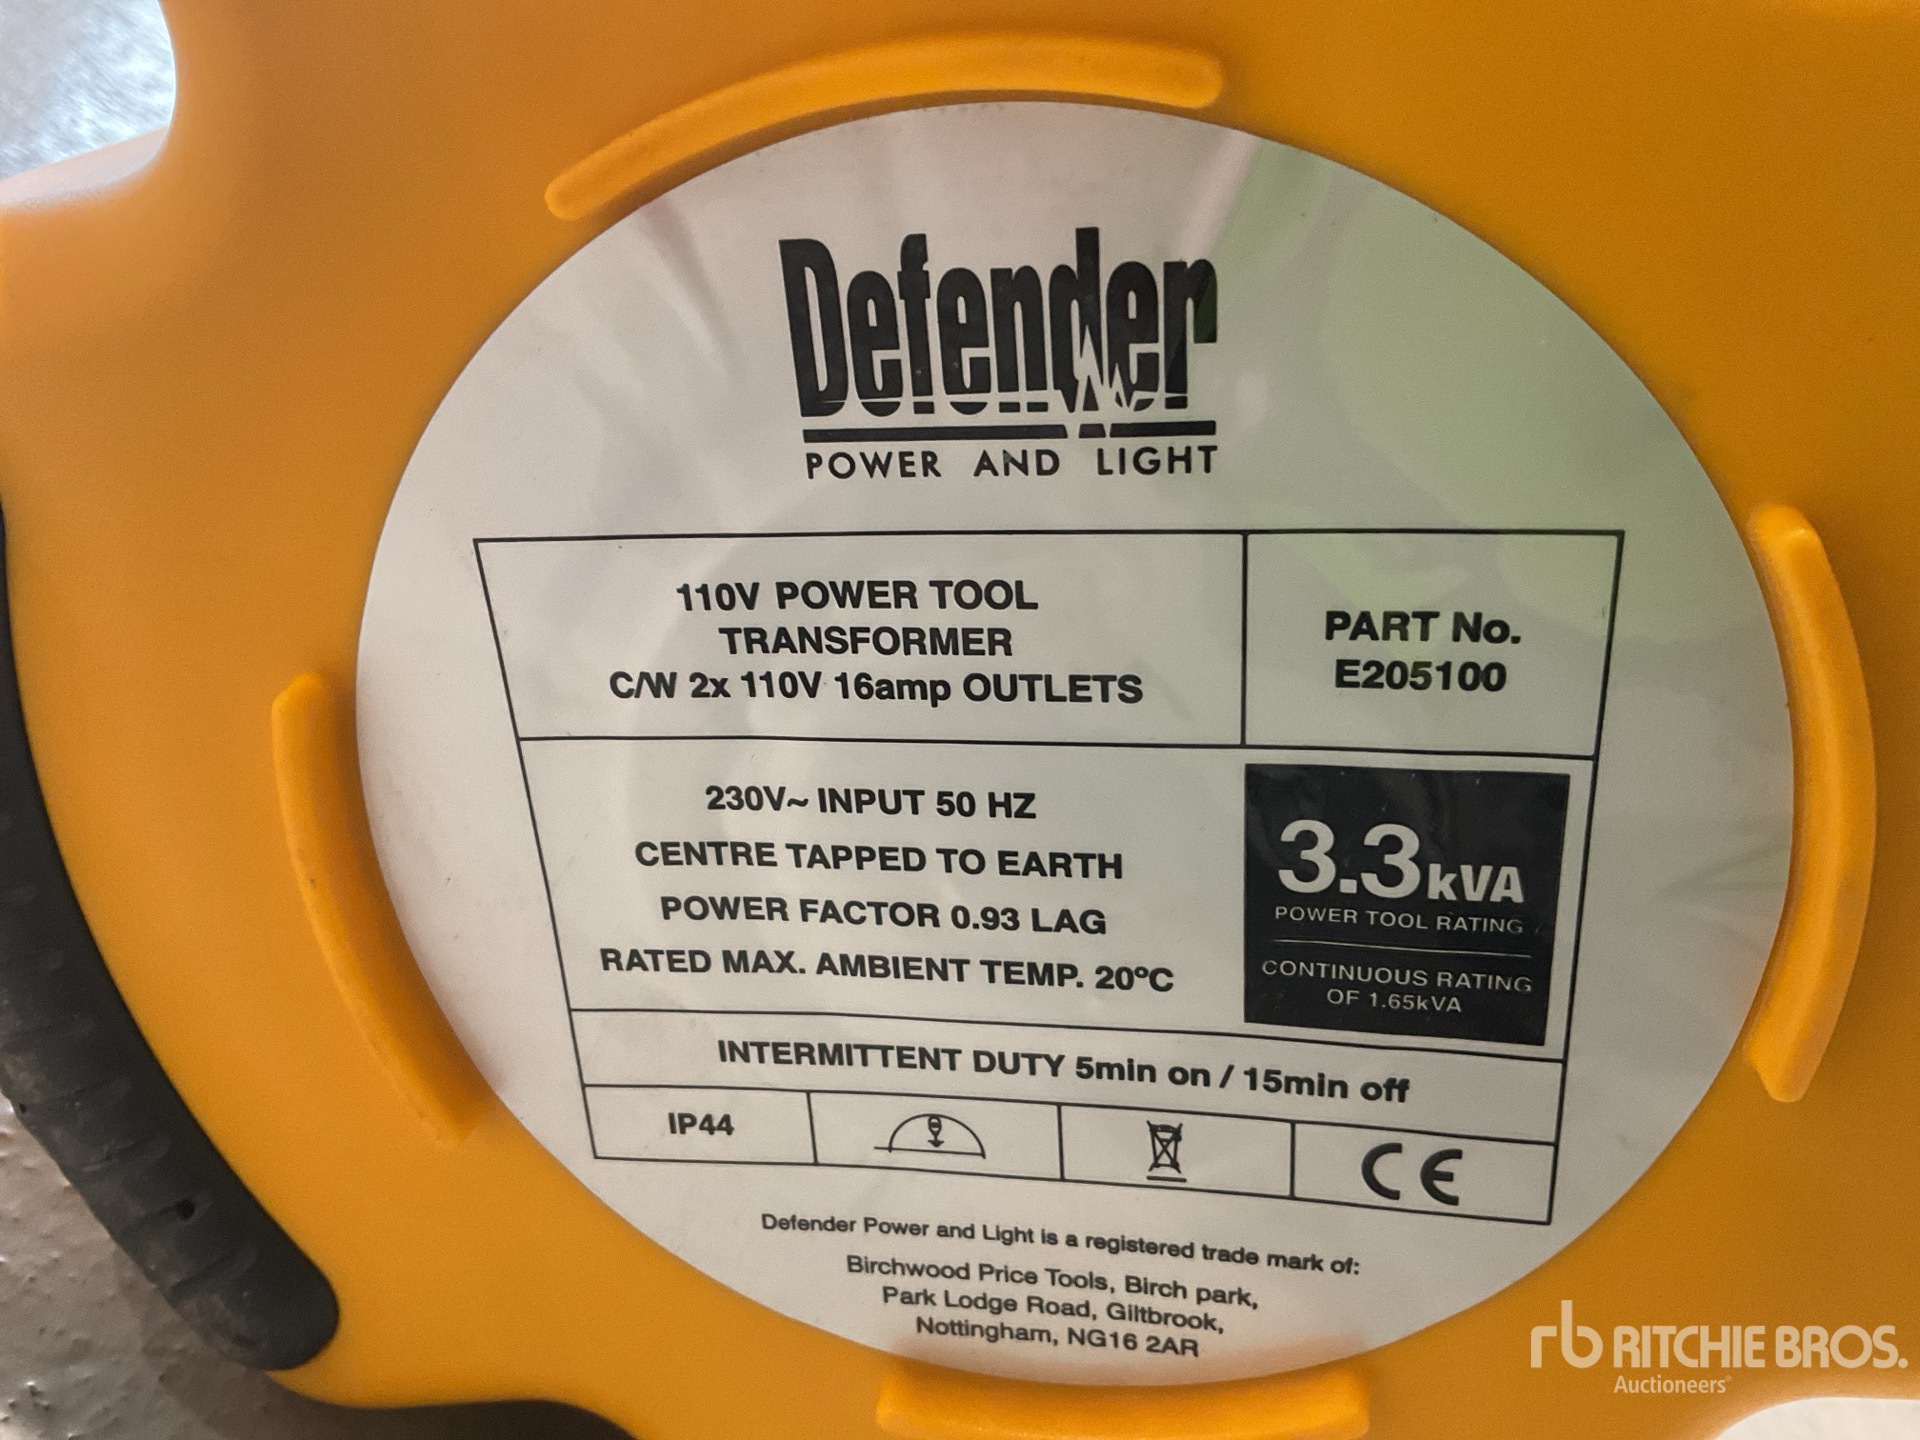 Defender
POWER AND LIGHT
110V POWER TOOL
TRANSFORMER
C/W 2x 110V 16amp OUTLETS
PART No.
E205100
230V~ INPUT 50 HZ
CENTRE TAPPED TO EARTH
POWER FACTOR 0.93 LAG
RATED MAX. AMBIENT TEMP. 20ºC
3.3kVA
POWER TOOL RATING
CONTINUOUS RATING
OF 1.65kVA
INTERMITTENT DUTY 5min on / 15min off
IP44
CE
Defender Power and Light is a registered trade mark of:
Birchwood Price Tools, Birch park,
Park Lodge Road, Giltbrook,
Nottingham, NG16 2AR
rb RITCHIE BROS.
Auctioneers